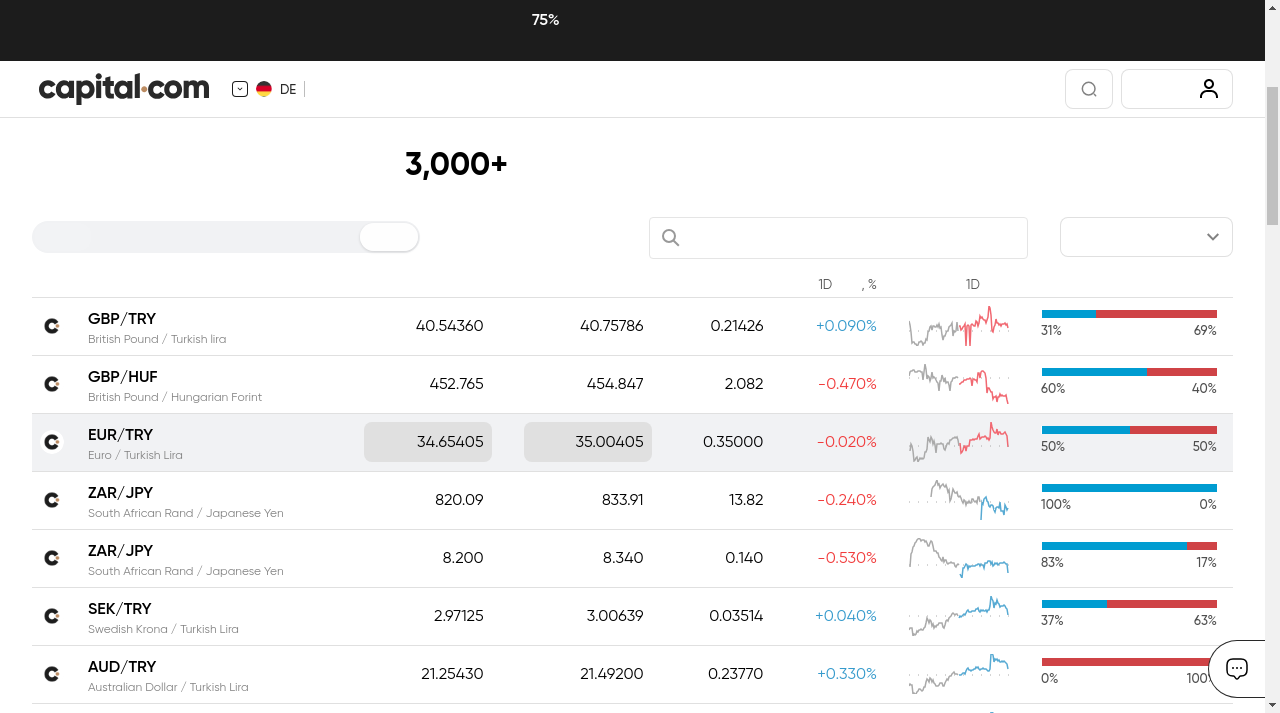 75%
capital.com
DE
3,000+
1D , % 1D
GBP/TRY 40.54360 40.75786 0.21426 +0.090%
British Pound / Turkish lira 31% 69%
GBP/HUF 452.765 454.847 2.082 -0.470%
British Pound / Hungarian Forint 60% 40%
EUR/TRY 34.65405 35.00405 0.35000 -0.020%
Euro / Turkish Lira 50% 50%
ZAR/JPY 820.09 833.91 13.82 -0.240%
South African Rand / Japanese Yen 100% 0%
ZAR/JPY 8.200 8.340 0.140 -0.530%
South African Rand / Japanese Yen 83% 17%
SEK/TRY 2.97125 3.00639 0.03514 +0.040%
Swedish Krona / Turkish Lira 37% 63%
AUD/TRY 21.25430 21.49200 0.23770 +0.330%
Australian Dollar / Turkish Lira 0% 100%